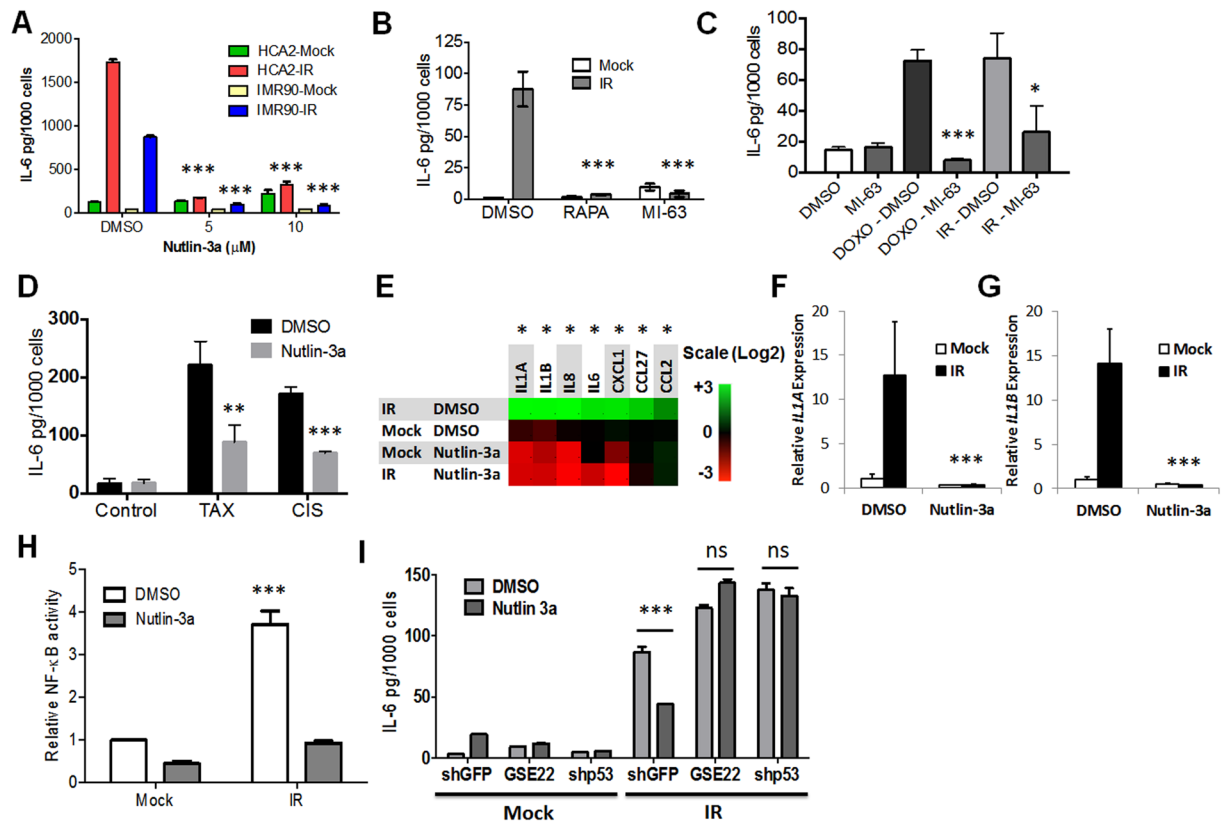 A
IL-6 pg/1000 cells
2000
1500
1000
500
0
HCA2-Mock
HCA2-IR
IMR90-Mock
IMR90-IR
*** *** *** ***
DMSO 5 10
Nutlin-3a (μM)
B
IL-6 pg/1000 cells
125
100
75
50
25
0
Mock
IR
*** ***
DMSO RAPA MI-63
C
IL-6 pg/1000 cells
100
80
60
40
20
0
*** *
DMSO
MI-63
DOXO - DMSO
DOXO - MI-63
IR - DMSO
IR - MI-63
D
IL-6 pg/1000 cells
300
200
100
0
DMSO
Nutlin-3a
** ***
Control TAX CIS
E
* * * * * * *
IL1A IL1B IL8 IL6 CXCL1 CCL27 CCL2
Scale (Log2)
+3
0
-3
IR DMSO
Mock DMSO
Mock Nutlin-3a
IR Nutlin-3a
F
Relative IL1A Expression
20
15
10
5
0
Mock
IR
***
DMSO Nutlin-3a
G
Relative IL1B Expression
20
15
10
5
0
Mock
IR
***
DMSO Nutlin-3a
H
Relative NF-κB activity
5
4
3
2
1
0
DMSO
Nutlin-3a
***
Mock IR
I
IL-6 pg/1000 cells
150
100
50
0
DMSO
Nutlin 3a
*** ns ns
shGFP GSE22 shp53 shGFP GSE22 shp53
Mock IR